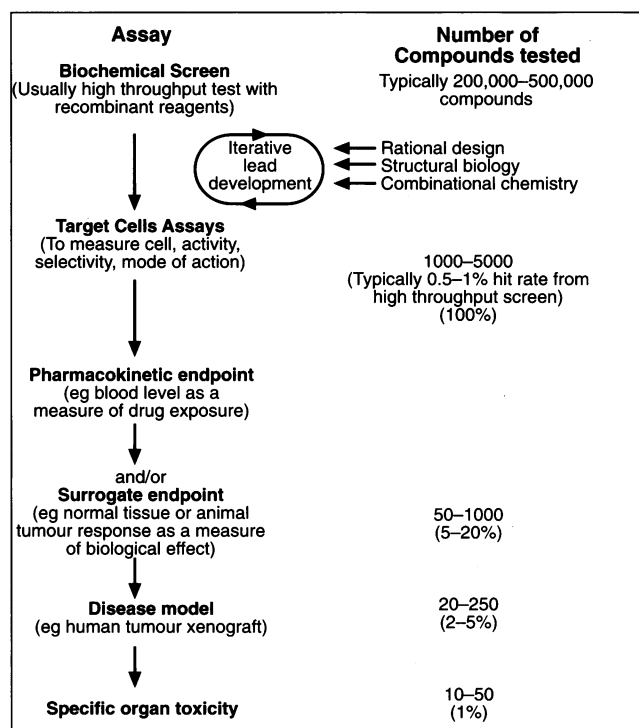 Assay
Number of
Compounds tested
Biochemical Screen
(Usually high throughput test with
recombinant reagents)
Typically 200,000–500,000
compounds
Iterative
lead
development
Rational design
Structural biology
Combinational chemistry
Target Cells Assays
(To measure cell, activity,
selectivity, mode of action)
1000–5000
(Typically 0.5–1% hit rate from
high throughput screen)
(100%)
Pharmacokinetic endpoint
(eg blood level as a
measure of drug exposure)
and/or
Surrogate endpoint
(eg normal tissue or animal
tumour response as a measure
of biological effect)
50–1000
(5–20%)
Disease model
(eg human tumour xenograft)
20–250
(2–5%)
Specific organ toxicity
10–50
(1%)